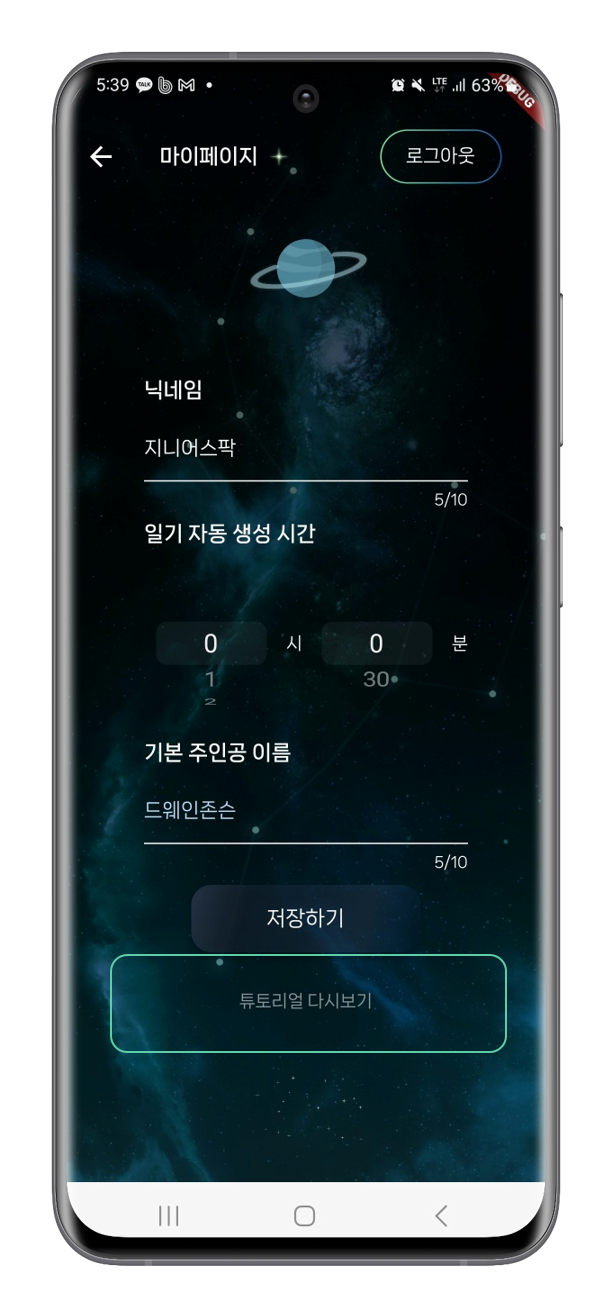 5:39 TALK LTE 63% DEBUG
마이페이지 로그아웃
닉네임
지니어스팍
5/10
일기 자동 생성 시간
0 시 0 분
1 30
2
기본 주인공 이름
드웨인존슨
5/10
저장하기
튜토리얼 다시보기